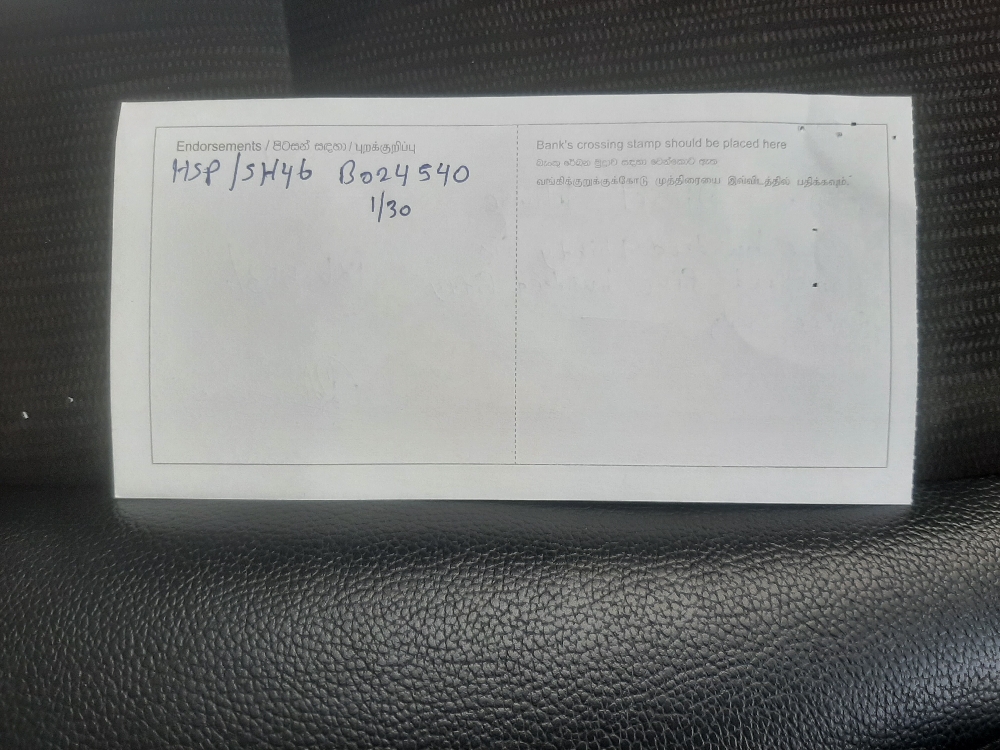 Endorsements / පිටසන් සඳහා / புறக்குறிப்பு
HSP/SH46 B024540
1/30
Bank's crossing stamp should be placed here
வங்கிக்குறுக்குக்கோடு முத்திரையை இவ்விடத்தில் பதிக்கவும்.